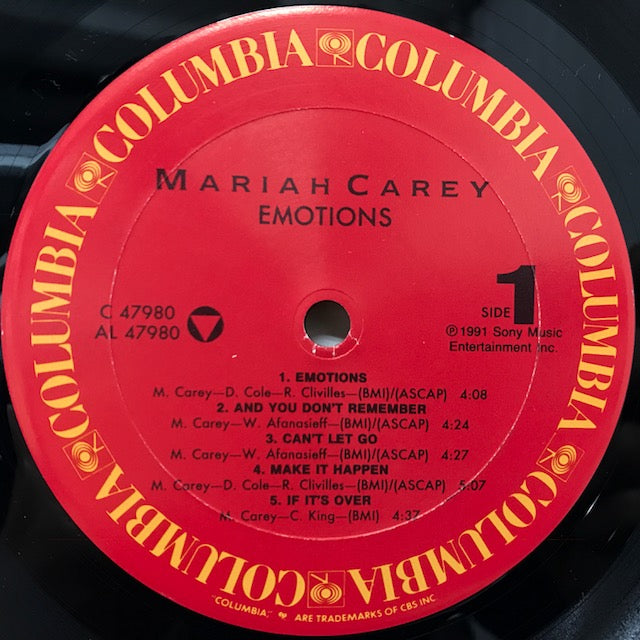 COLUMBIA COLUMBIA COLUMBIA COLUMBIA COLUMBIA COLUMBIA COLUMBIA COLUMBIA
MARIAH CAREY
EMOTIONS
C 47980
AL 47980
SIDE 1
℗ 1991 Sony Music
Entertainment Inc.
1. EMOTIONS
M. Carey—D. Cole—R. Clivilles—(BMI)/(ASCAP) 4:08
2. AND YOU DON'T REMEMBER
M. Carey—W. Afanasieff—(BMI)/(ASCAP) 4:24
3. CAN'T LET GO
M. Carey—W. Afanasieff—(BMI)/(ASCAP) 4:27
4. MAKE IT HAPPEN
M. Carey—D. Cole—R. Clivilles—(BMI)/(ASCAP) 5:07
5. IF IT'S OVER
M. Carey—C. King—(BMI) 4:37
"COLUMBIA," ARE TRADEMARKS OF CBS INC